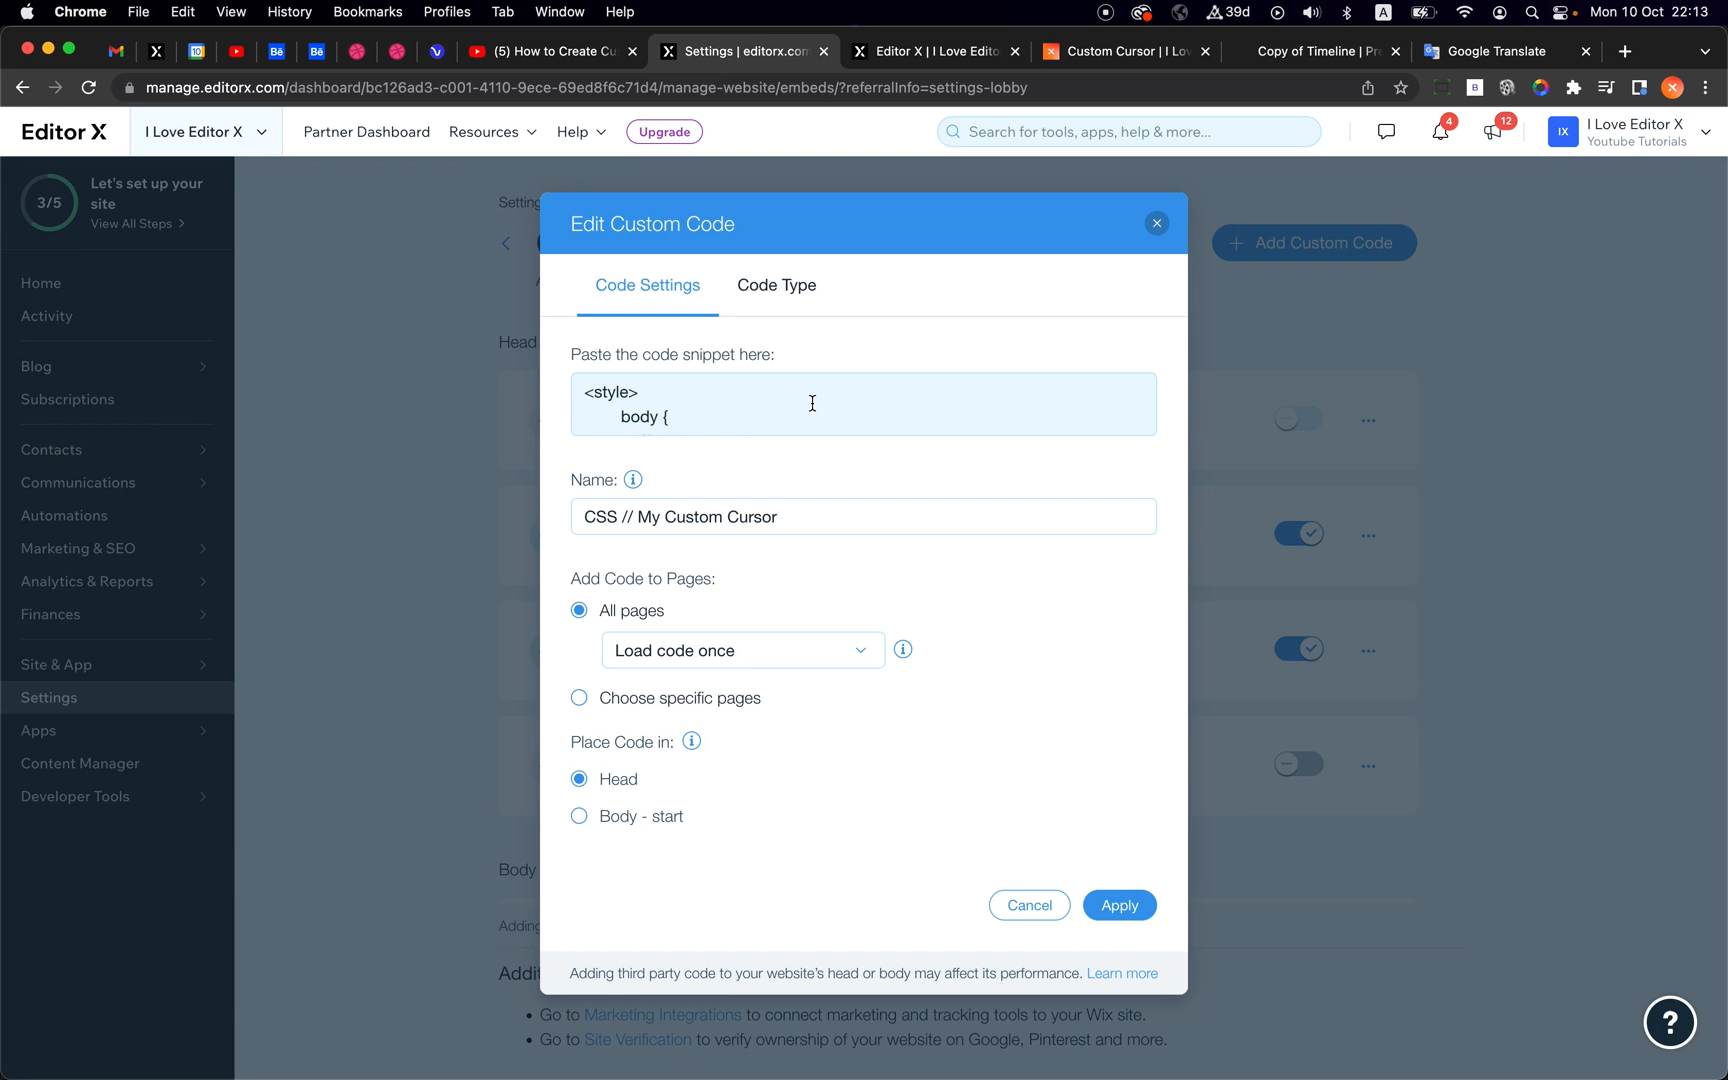 Chrome File Edit View History Bookmarks Profiles Tab Window Help 39d A Mon 10 Oct 22:13
10 (5) How to Create Cu Settings | editorx.com Editor X | I Love Edito Custom Cursor | I Lov Copy of Timeline | Pr Google Translate
manage.editorx.com/dashboard/bc126ad3-c001-4110-9ece-69ed8f6c71d4/manage-website/embeds/?referralInfo=settings-lobby
Editor X I Love Editor X Partner Dashboard Resources Help Upgrade Search for tools, apps, help & more... 4 12 IX I Love Editor X
Youtube Tutorials
3/5 Let's set up your
site
View All Steps >
Home
Activity
Blog
Subscriptions
Contacts
Communications
Automations
Marketing & SEO
Analytics & Reports
Finances
Site & App
Settings
Apps
Content Manager
Developer Tools
Setting
+ Add Custom Code
Head
Edit Custom Code
Code Settings Code Type
Paste the code snippet here:
<style>
body {
Name:
CSS // My Custom Cursor
Add Code to Pages:
All pages
Load code once
Choose specific pages
Place Code in:
Head
Body - start
Cancel Apply
Adding third party code to your website's head or body may affect its performance. Learn more
Body
Adding
Addit
• Go to Marketing Integrations to connect marketing and tracking tools to your Wix site.
• Go to Site Verification to verify ownership of your website on Google, Pinterest and more.
?